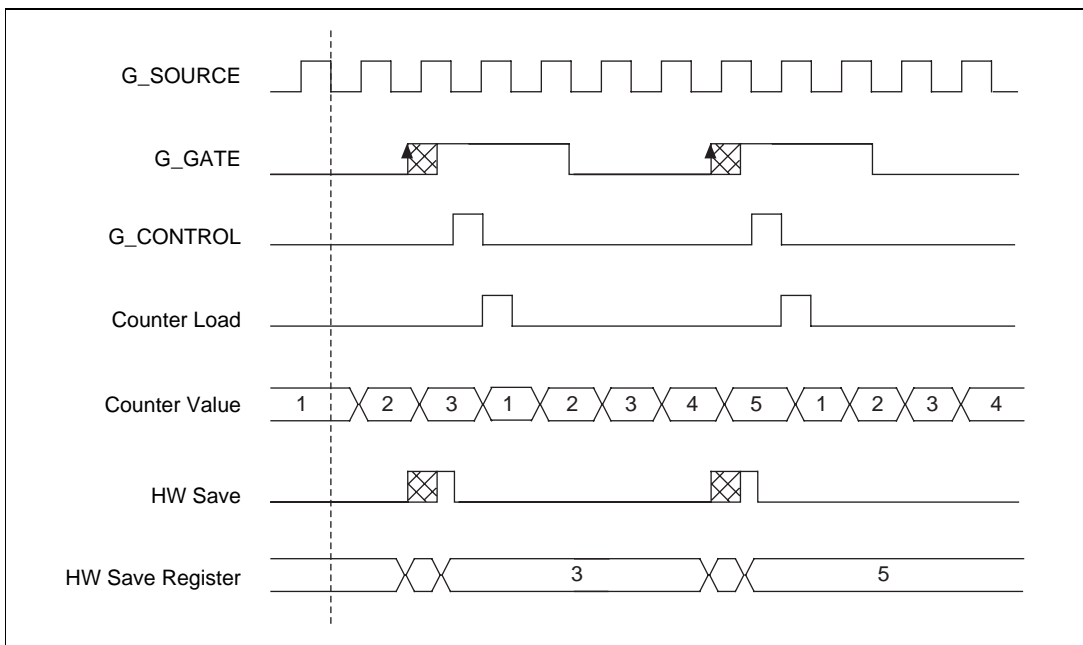 G_SOURCE
G_GATE
G_CONTROL
Counter Load
Counter Value 1 2 3 1 2 3 4 5 1 2 3 4
HW Save
HW Save Register 3 5